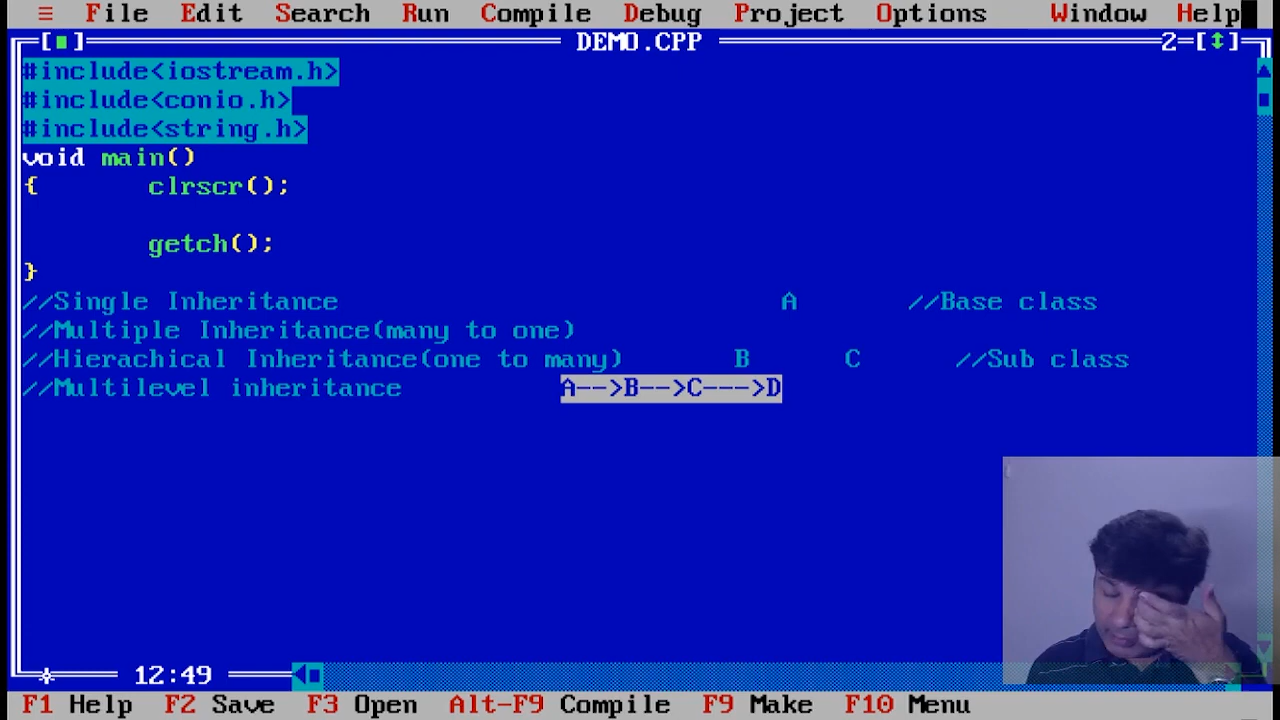 ≡ File Edit Search Run Compile Debug Project Options Window Help
[■] DEMO.CPP 2=[↕]
#include<iostream.h>
#include<conio.h>
#include<string.h>
void main()
{ clrscr();
getch();
}
//Single Inheritance A //Base class
//Multiple Inheritance(many to one)
//Hierachical Inheritance(one to many) B C //Sub class
//Multilevel inheritance A-->B-->C--->D
12:49
F1 Help F2 Save F3 Open Alt-F9 Compile F9 Make F10 Menu